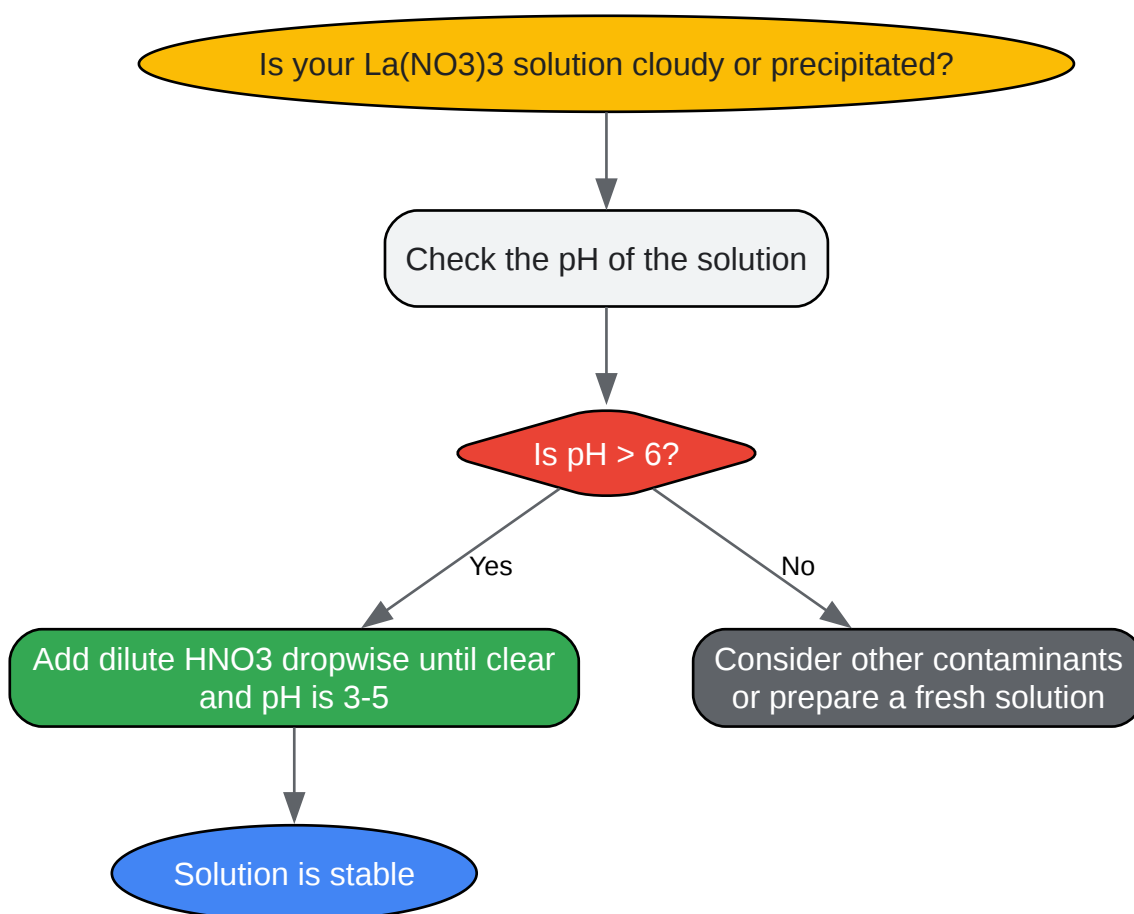 Is your La(NO3)3 solution cloudy or precipitated?
Check the pH of the solution
Is pH > 6?
Yes
No
Add dilute HNO3 dropwise until clear
and pH is 3-5
Consider other contaminants
or prepare a fresh solution
Solution is stable